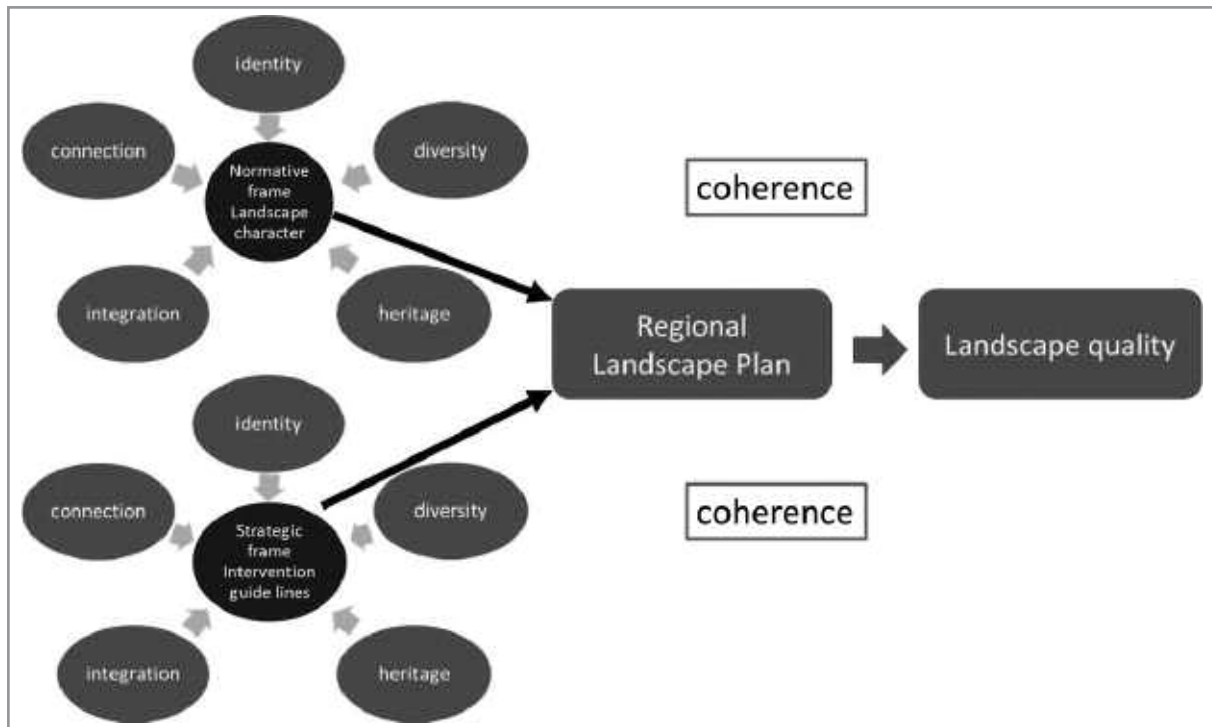 identity
connection
diversity
Normative
frame
Landscape
character
integration
heritage
coherence
Regional
Landscape Plan
Landscape quality
identity
connection
diversity
Strategic
frame
Intervention
guide lines
integration
heritage
coherence